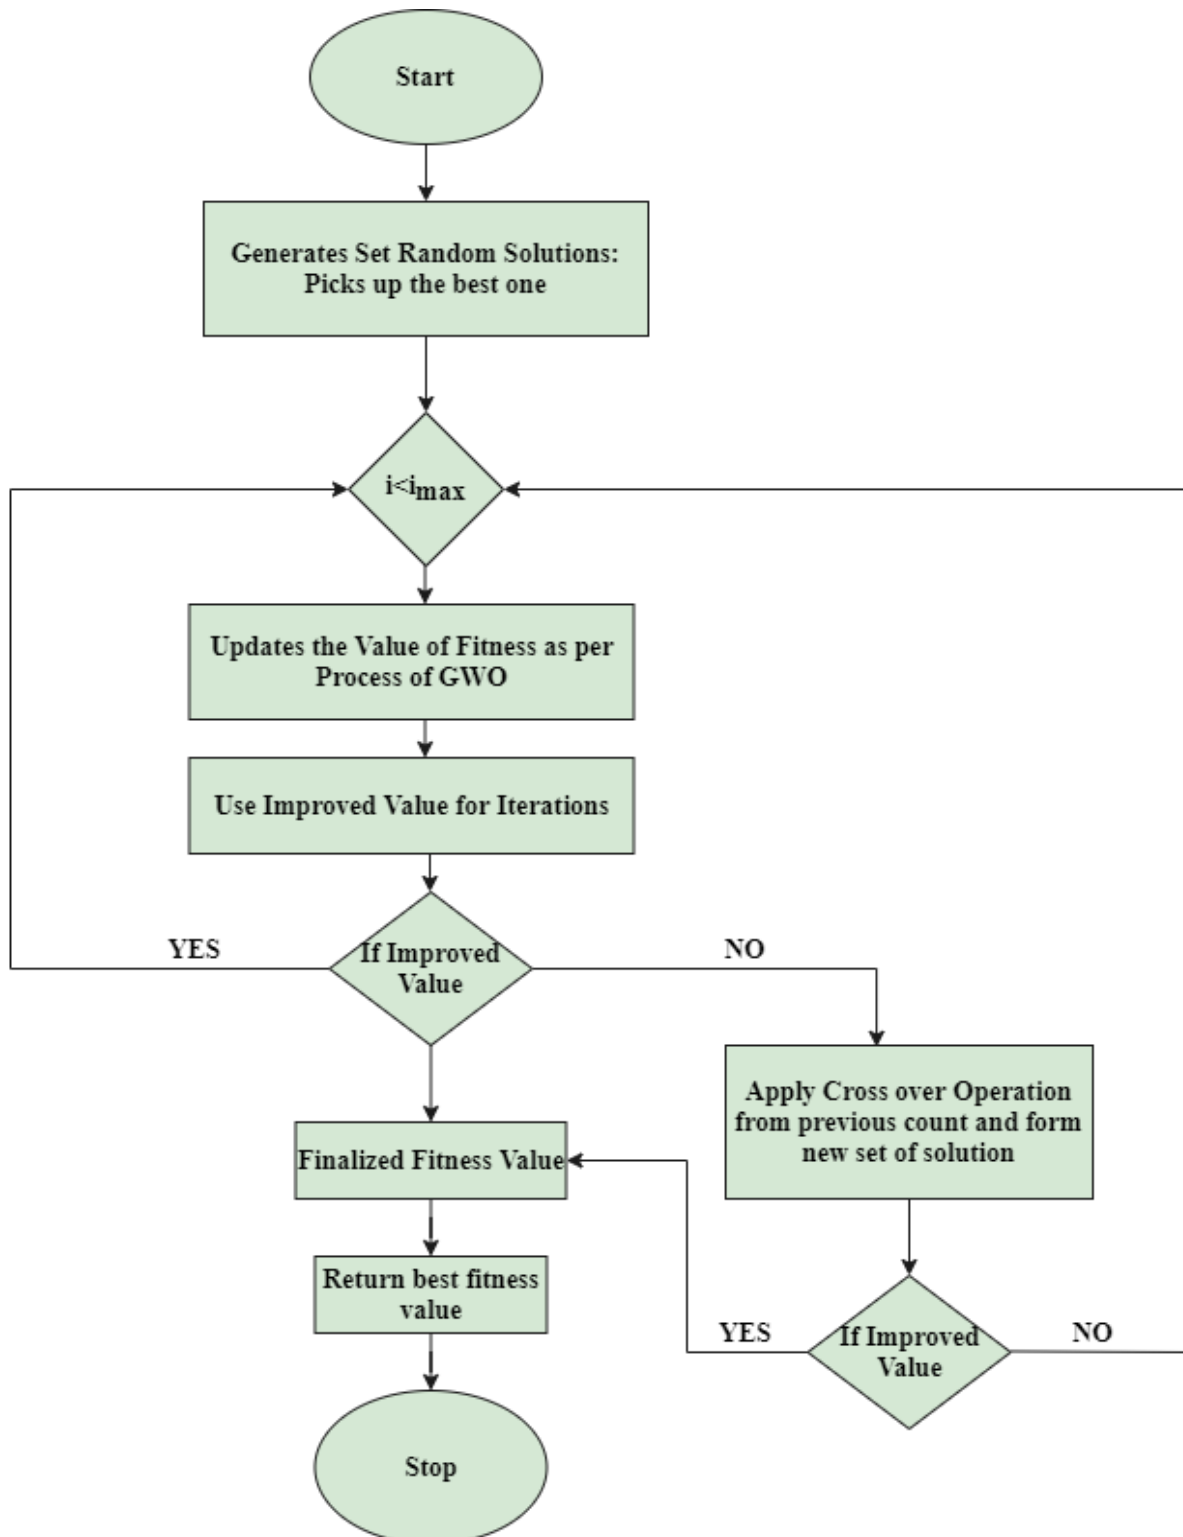 Start
Generates Set Random Solutions:
Picks up the best one
i<imax
Updates the Value of Fitness as per
Process of GWO
Use Improved Value for Iterations
YES
If Improved
Value
NO
Apply Cross over Operation
from previous count and form
new set of solution
Finalized Fitness Value
Return best fitness
value
YES
If Improved
Value
NO
Stop